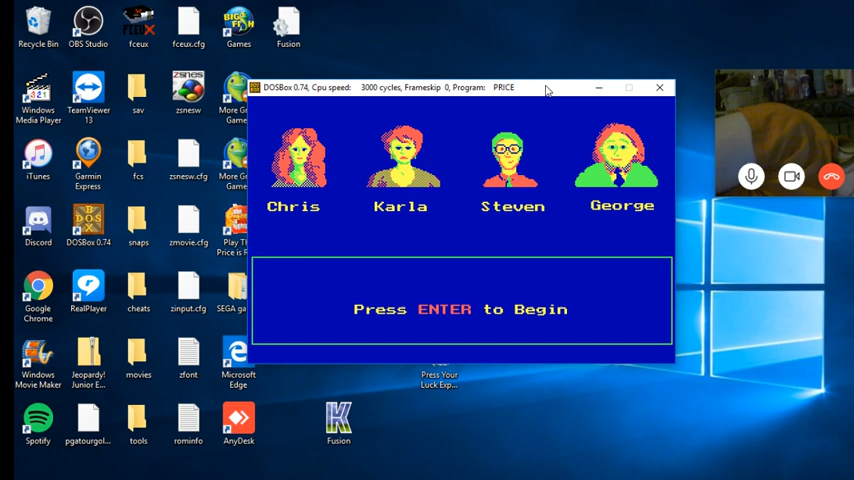 Recycle Bin
OBS Studio
fceux
fceux.cfg
Games
Fusion
Windows Media Player
TeamViewer 13
sav
zsnesw
More G
Game
iTunes
Garmin Express
fcs
zsnesw.cfg
More G
Game
Discord
DOSBox 0.74
snaps
zmovie.cfg
Play Th
Price is R
Google Chrome
RealPlayer
cheats
zinput.cfg
SEGA ga
Windows Movie Maker
Jeopardy! Junior E...
movies
zfont
Microsoft Edge
Press Your Luck Exp...
Spotify
pgatourgol...
tools
rominfo
AnyDesk
Fusion
DOSBox 0.74, Cpu speed: 3000 cycles, Frameskip 0, Program: PRICE
Chris
Karla
Steven
George
Press ENTER to Begin